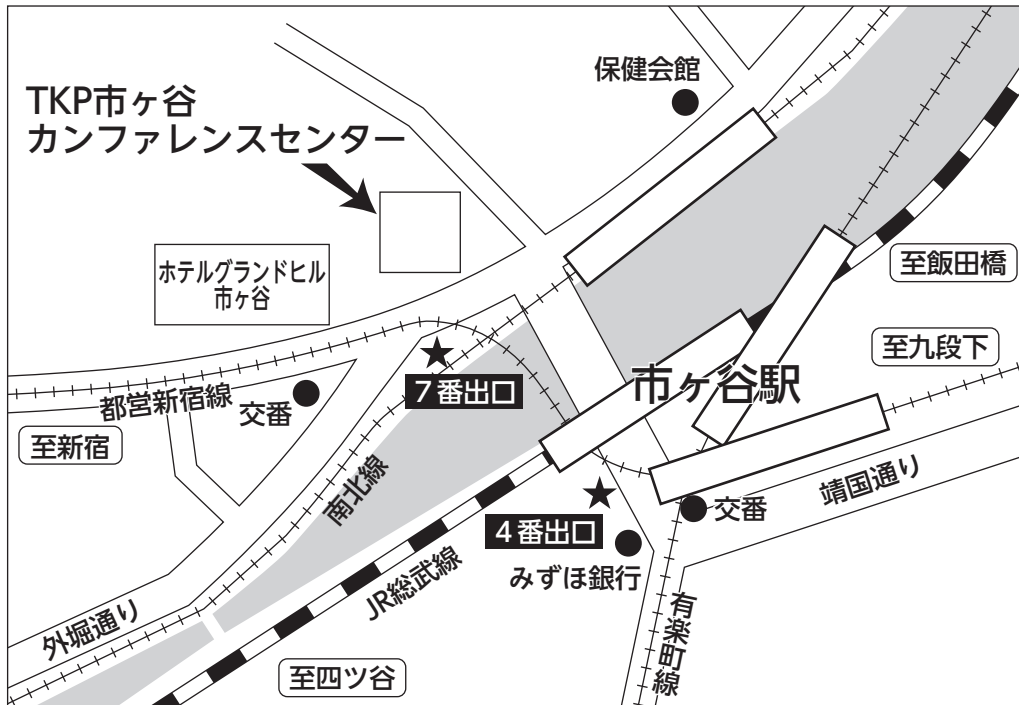 保健会館
TKP市ヶ谷
カンファレンスセンター
ホテルグランドヒル
市ヶ谷
至飯田橋
至九段下
市ヶ谷駅
7番出口
都営新宿線
交番
至新宿
南北線
靖国通り
交番
4番出口
みずほ銀行
JR総武線
有楽町線
外堀通り
至四ツ谷